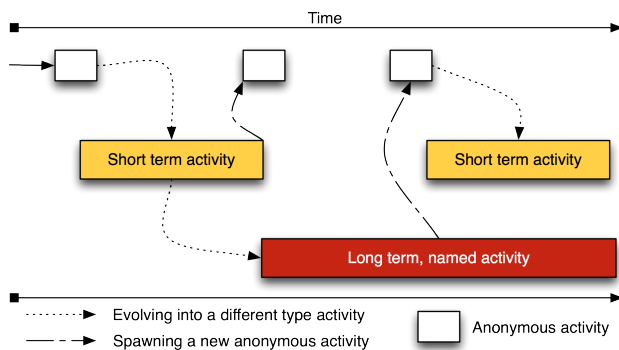 Time
Short term activity
Short term activity
Long term, named activity
Evolving into a different type activity
Spawning a new anonymous activity
Anonymous activity